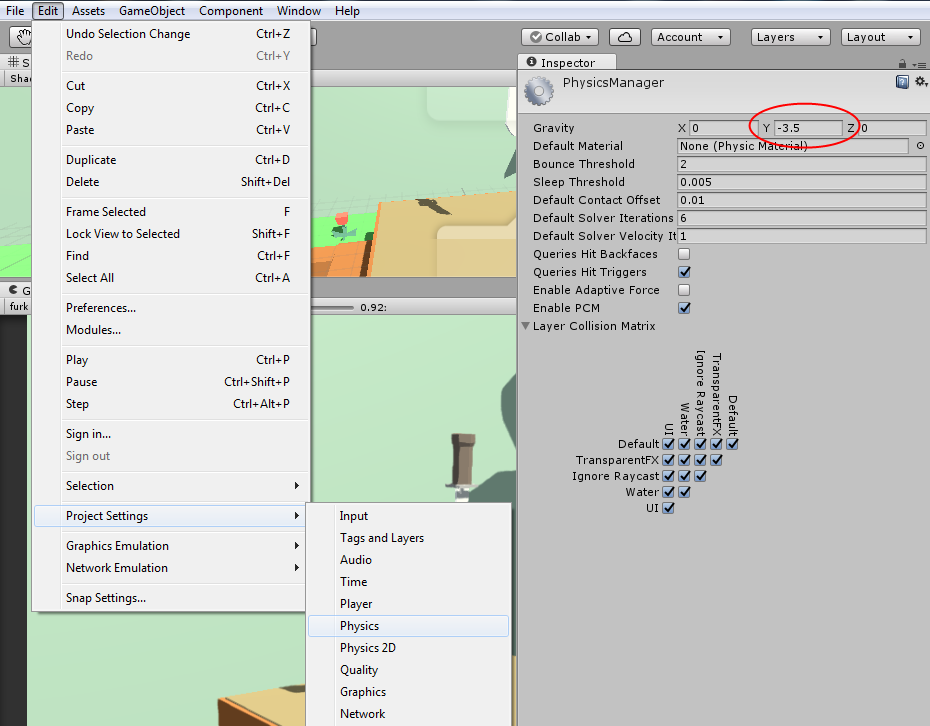 File Edit Assets GameObject Component Window Help
Undo Selection Change Ctrl+Z
Redo Ctrl+Y
Cut Ctrl+X
Copy Ctrl+C
Paste Ctrl+V
Duplicate Ctrl+D
Delete Shift+Del
Frame Selected F
Lock View to Selected Shift+F
Find Ctrl+F
Select All Ctrl+A
Preferences...
Modules...
Play Ctrl+P
Pause Ctrl+Shift+P
Step Ctrl+Alt+P
Sign in...
Sign out
Selection
Project Settings
Graphics Emulation
Network Emulation
Snap Settings...
Input
Tags and Layers
Audio
Time
Player
Physics
Physics 2D
Quality
Graphics
Network
S
Shad
G
furk
0.92:
Collab Account Layers Layout
Inspector
PhysicsManager
Gravity X 0 Y -3.5 Z 0
Default Material None (Physic Material)
Bounce Threshold 2
Sleep Threshold 0.005
Default Contact Offset 0.01
Default Solver Iterations 6
Default Solver Velocity It 1
Queries Hit Backfaces
Queries Hit Triggers
Enable Adaptive Force
Enable PCM
Layer Collision Matrix
UI
Water
Ignore Raycast
TransparentFX
Default
Default
TransparentFX
Ignore Raycast
Water
UI